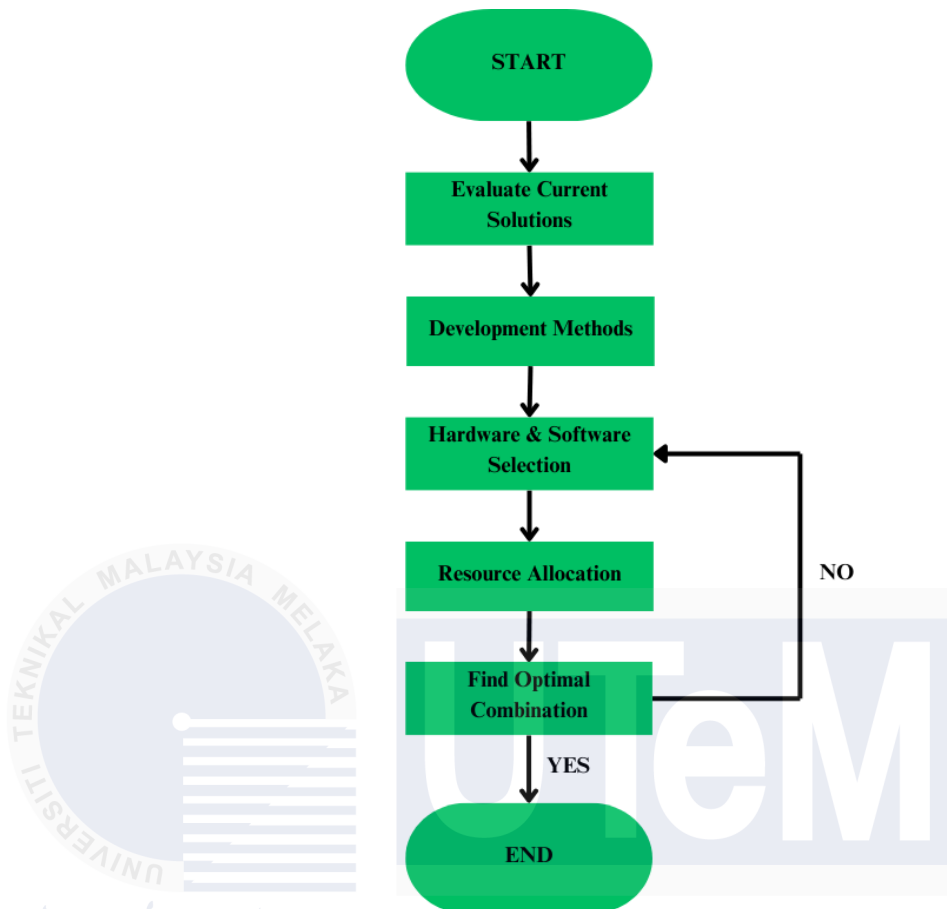 START
Evaluate Current
Solutions
Development Methods
Hardware & Software
Selection
Resource Allocation
NO
Find Optimal
Combination
YES
END
UNIVERSITI TEKNIKAL MALAYSIA MELAKA
UTeM